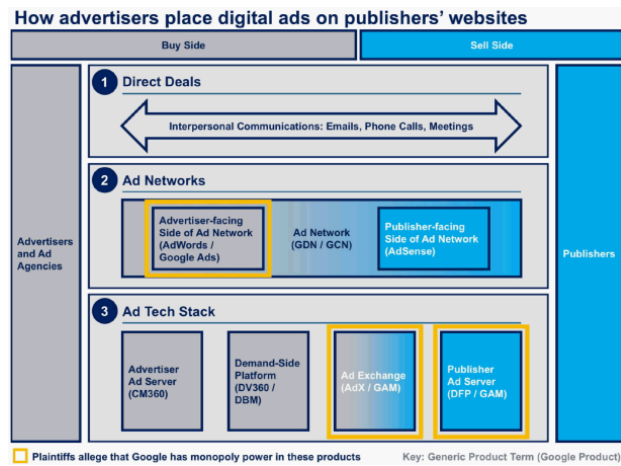 How advertisers place digital ads on publishers' websites
Buy Side
Sell Side
Advertisers
and Ad
Agencies
1 Direct Deals
Interpersonal Communications: Emails, Phone Calls, Meetings
2 Ad Networks
Advertiser-facing
Side of Ad Network
(AdWords /
Google Ads)
Ad Network
(GDN / GCN)
Publisher-facing
Side of Ad Network
(AdSense)
3 Ad Tech Stack
Advertiser
Ad Server
(CM360)
Demand-Side
Platform
(DV360 /
DBM)
Ad Exchange
(AdX / GAM)
Publisher
Ad Server
(DFP / GAM)
Publishers
Plaintiffs allege that Google has monopoly power in these products
Key: Generic Product Term (Google Product)